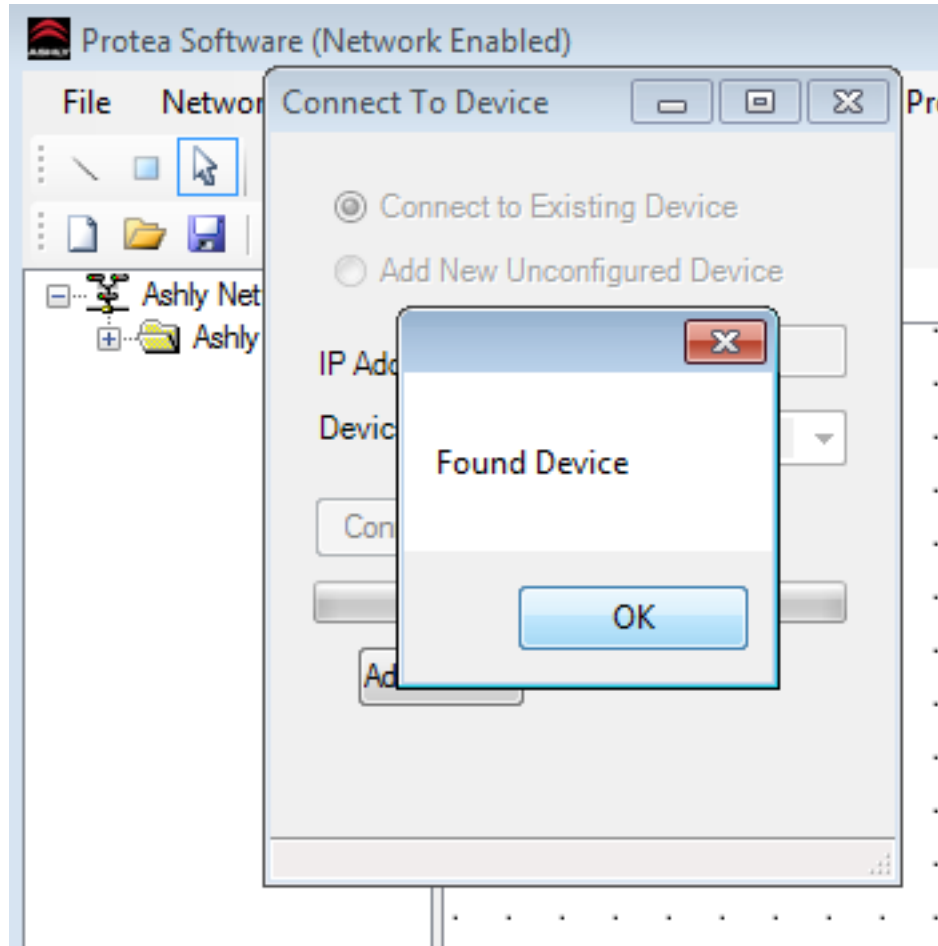 ASHLY
Protea Software (Network Enabled)
File Networ
Pr
Connect To Device
Connect to Existing Device
Add New Unconfigured Device
Ashly Net
Ashly
IP Add
Devic
Found Device
Con
OK
Ad